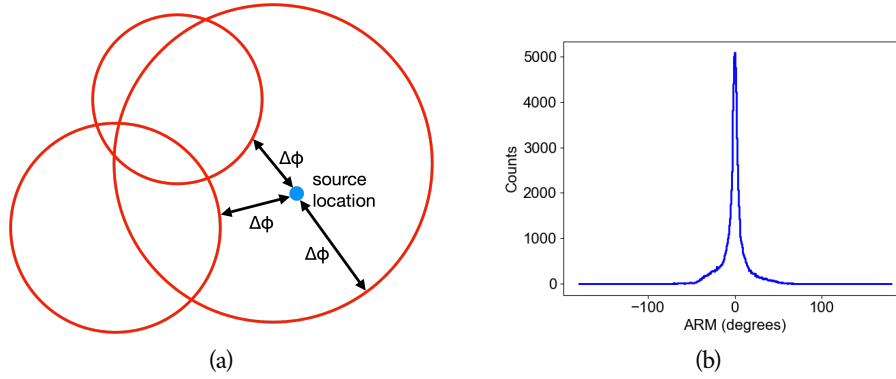 Δϕ
source
location
Δϕ
Δϕ
(a)
5000
4000
3000
2000
1000
0
Counts
−100
0
100
ARM (degrees)
(b)